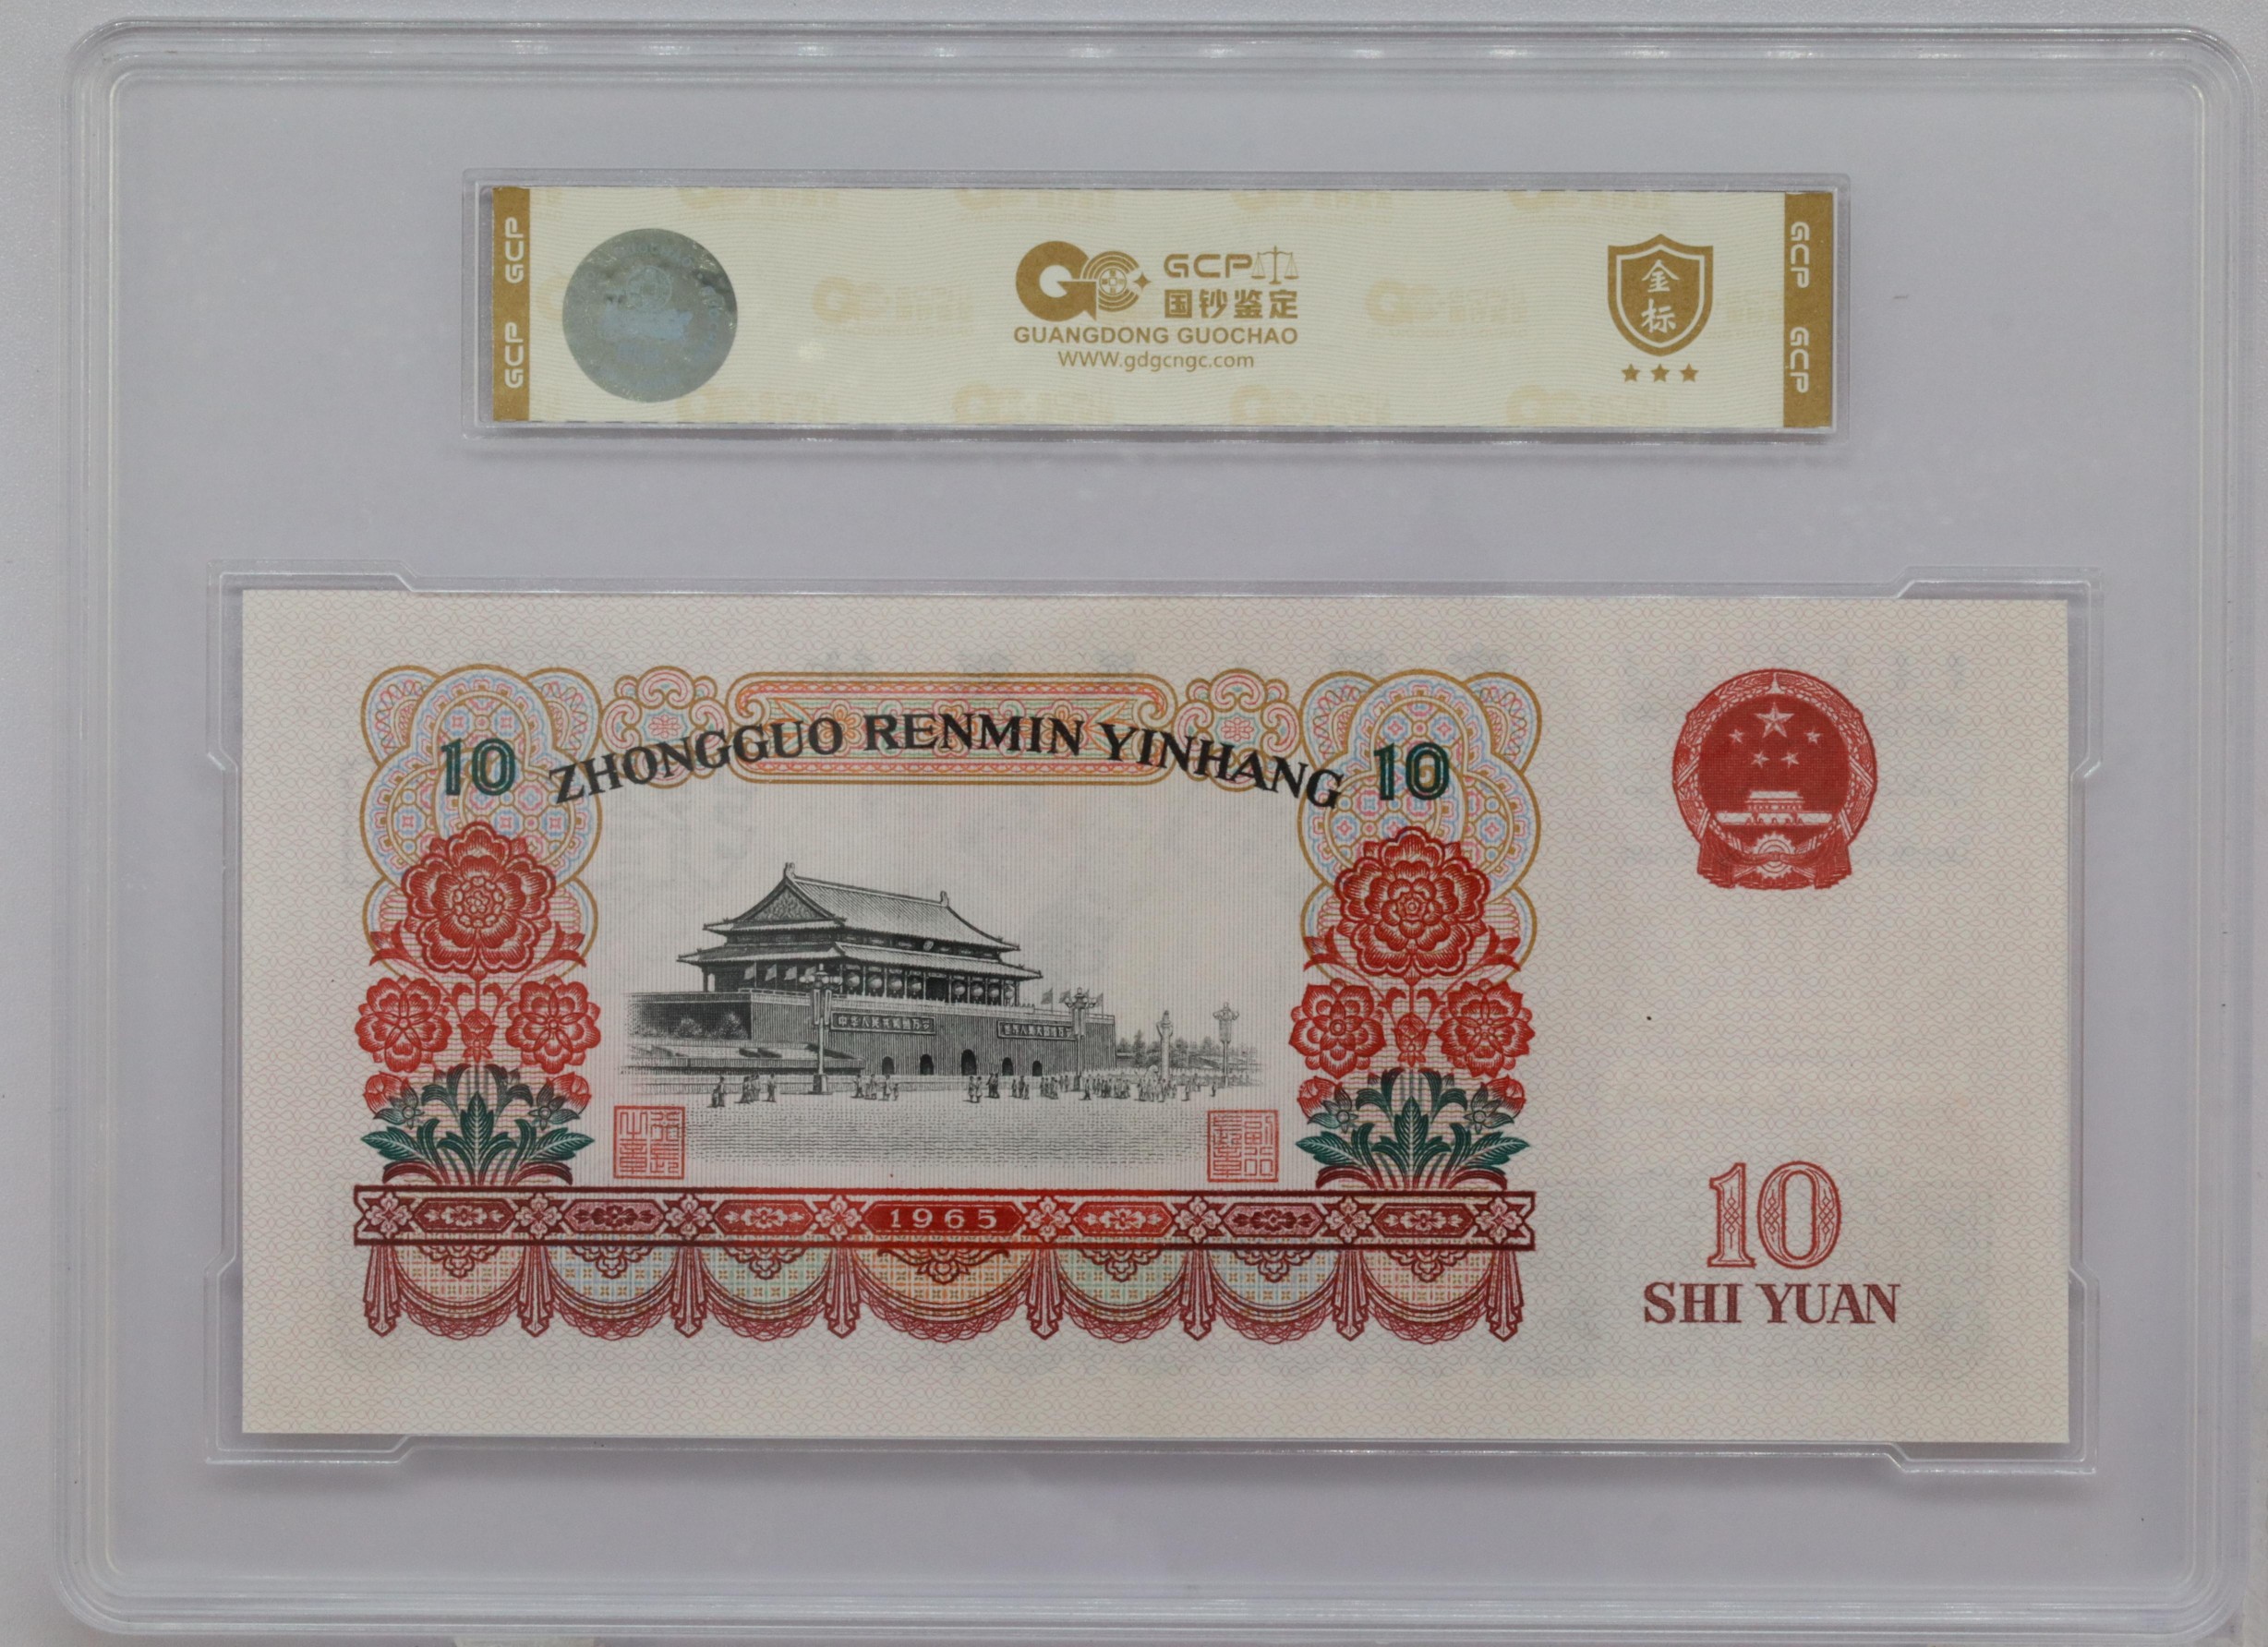 GCP GCP
GCP
国钞鉴定
GUANGDONG GUOCHAO
WWW.gdgcngc.com
金标
GCP GCP
10 ZHONGGUO RENMIN YINHANG 10
1965
10
SHI YUAN